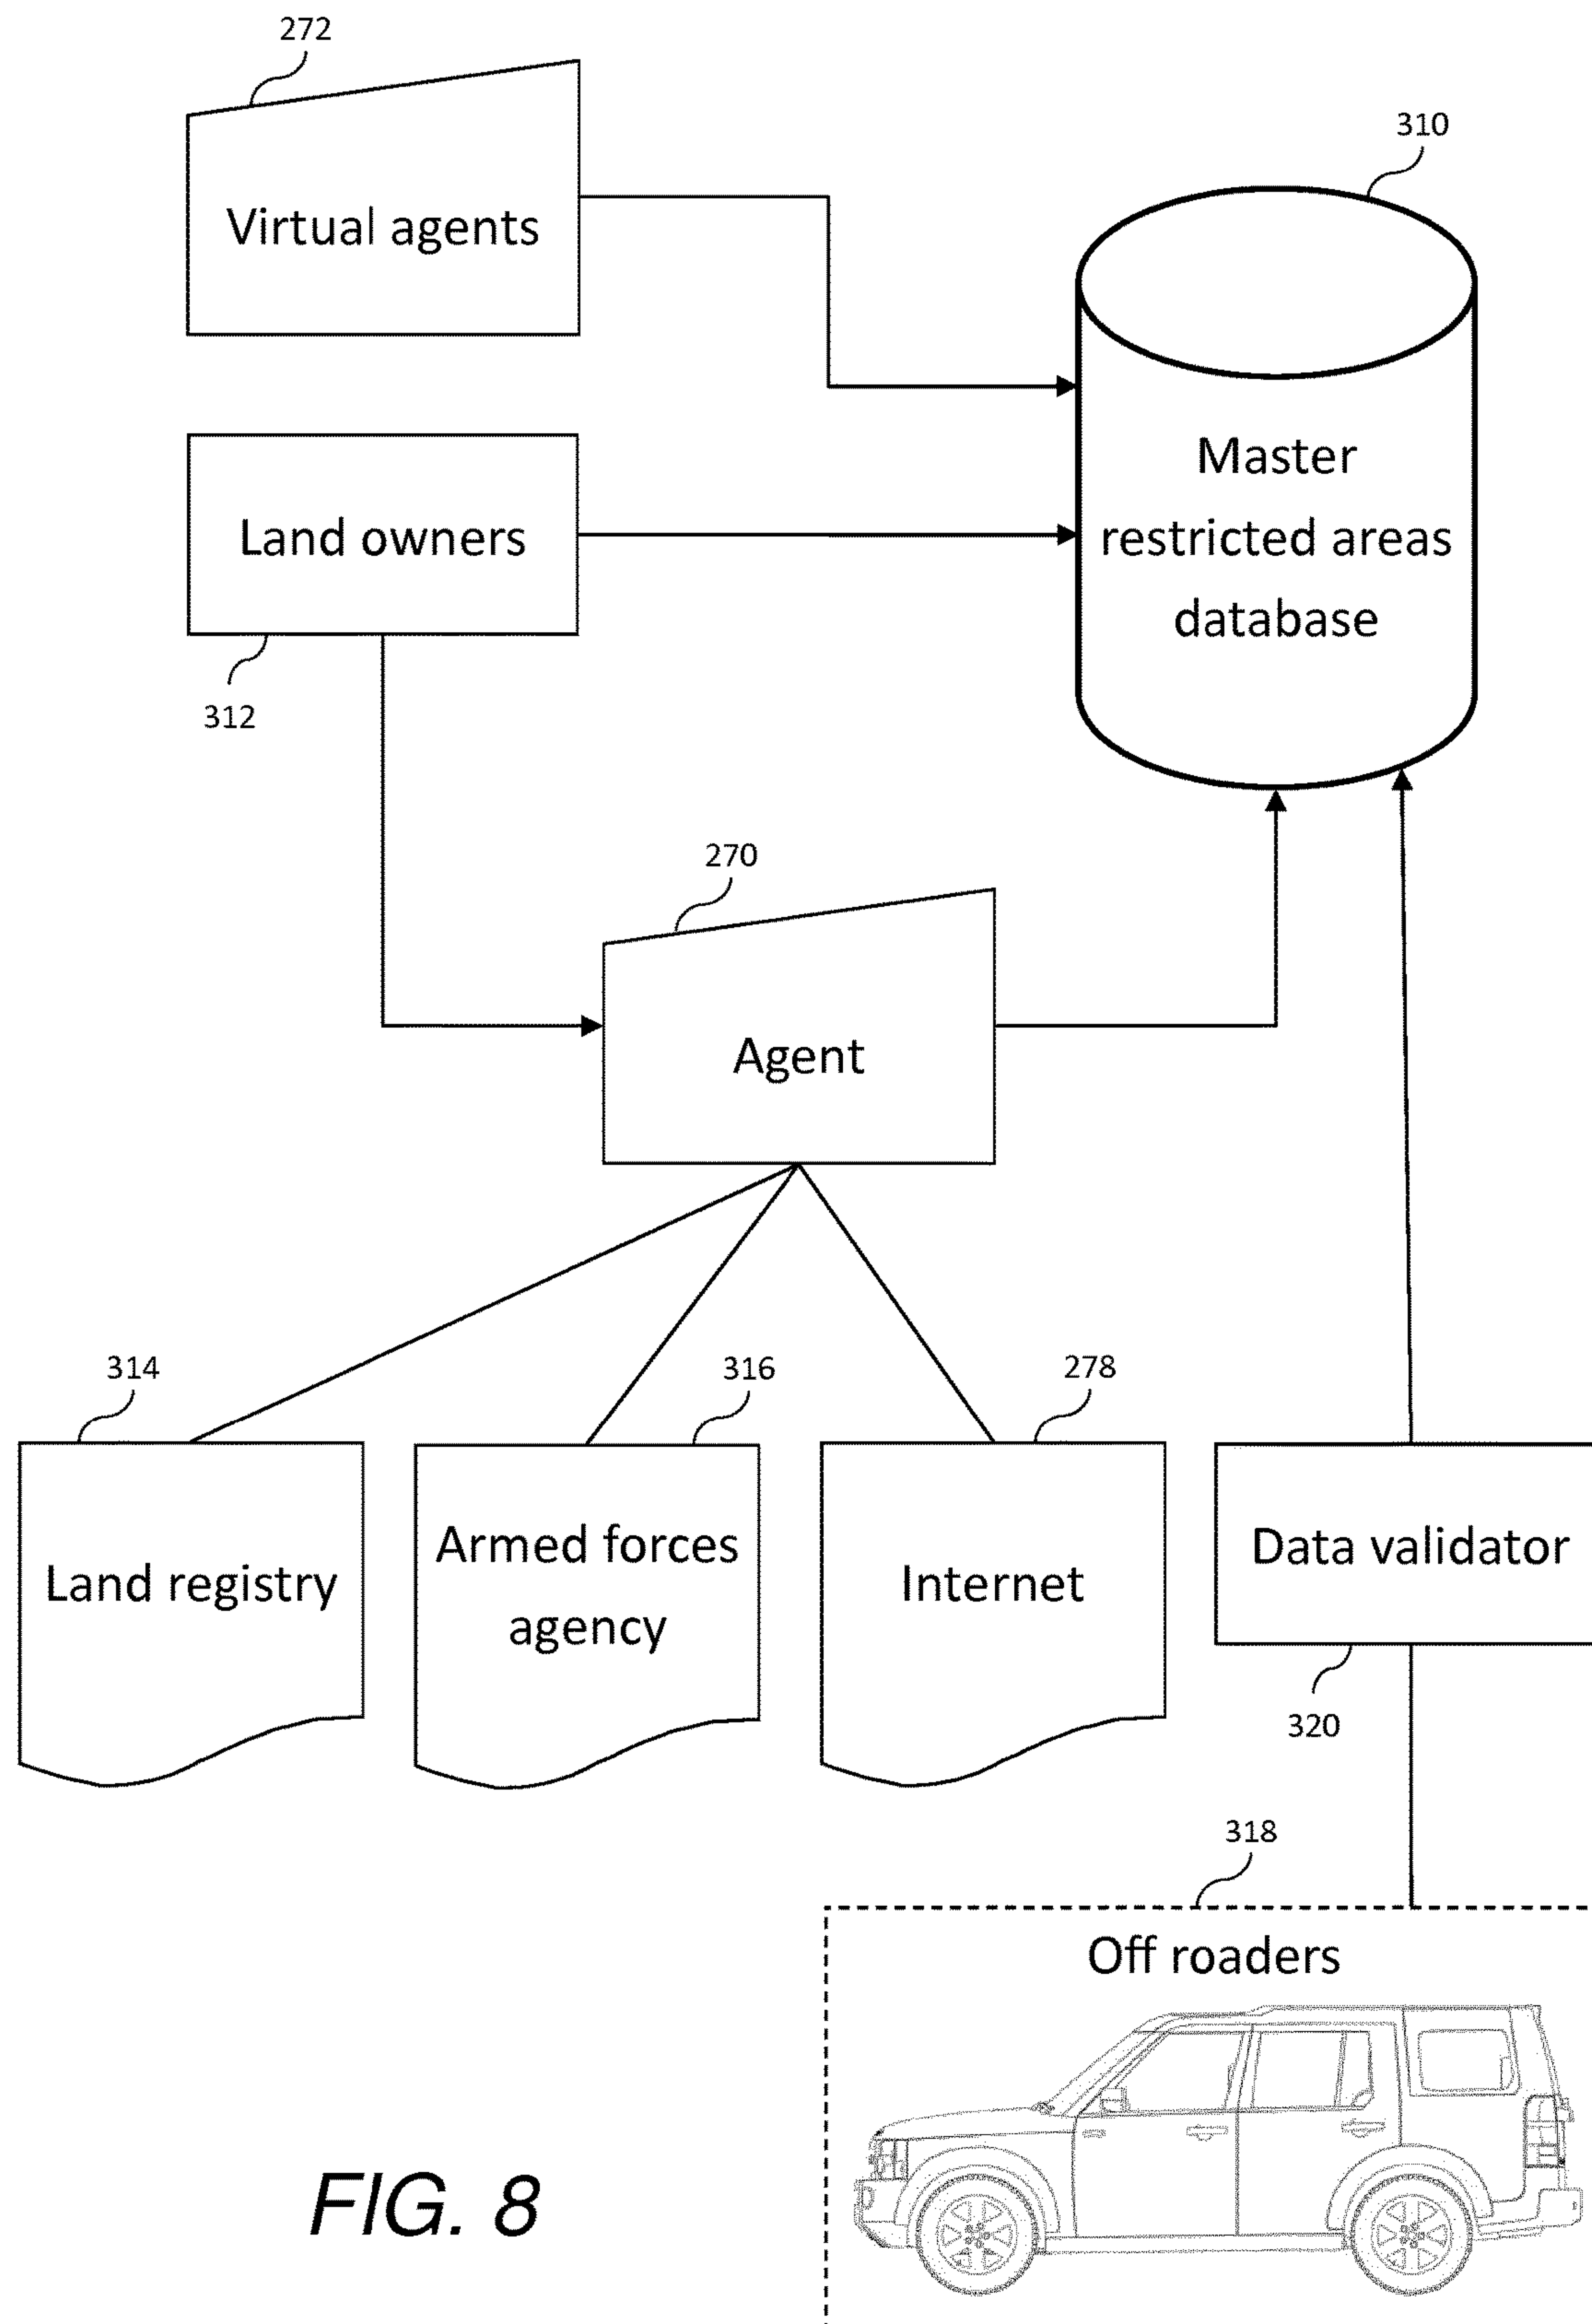 272
310
Virtual agents
Master
restricted areas
database
Land owners
312
270
Agent
314
316
278
Land registry
Armed forces
agency
Internet
Data validator
320
318
Off roaders
FIG. 8